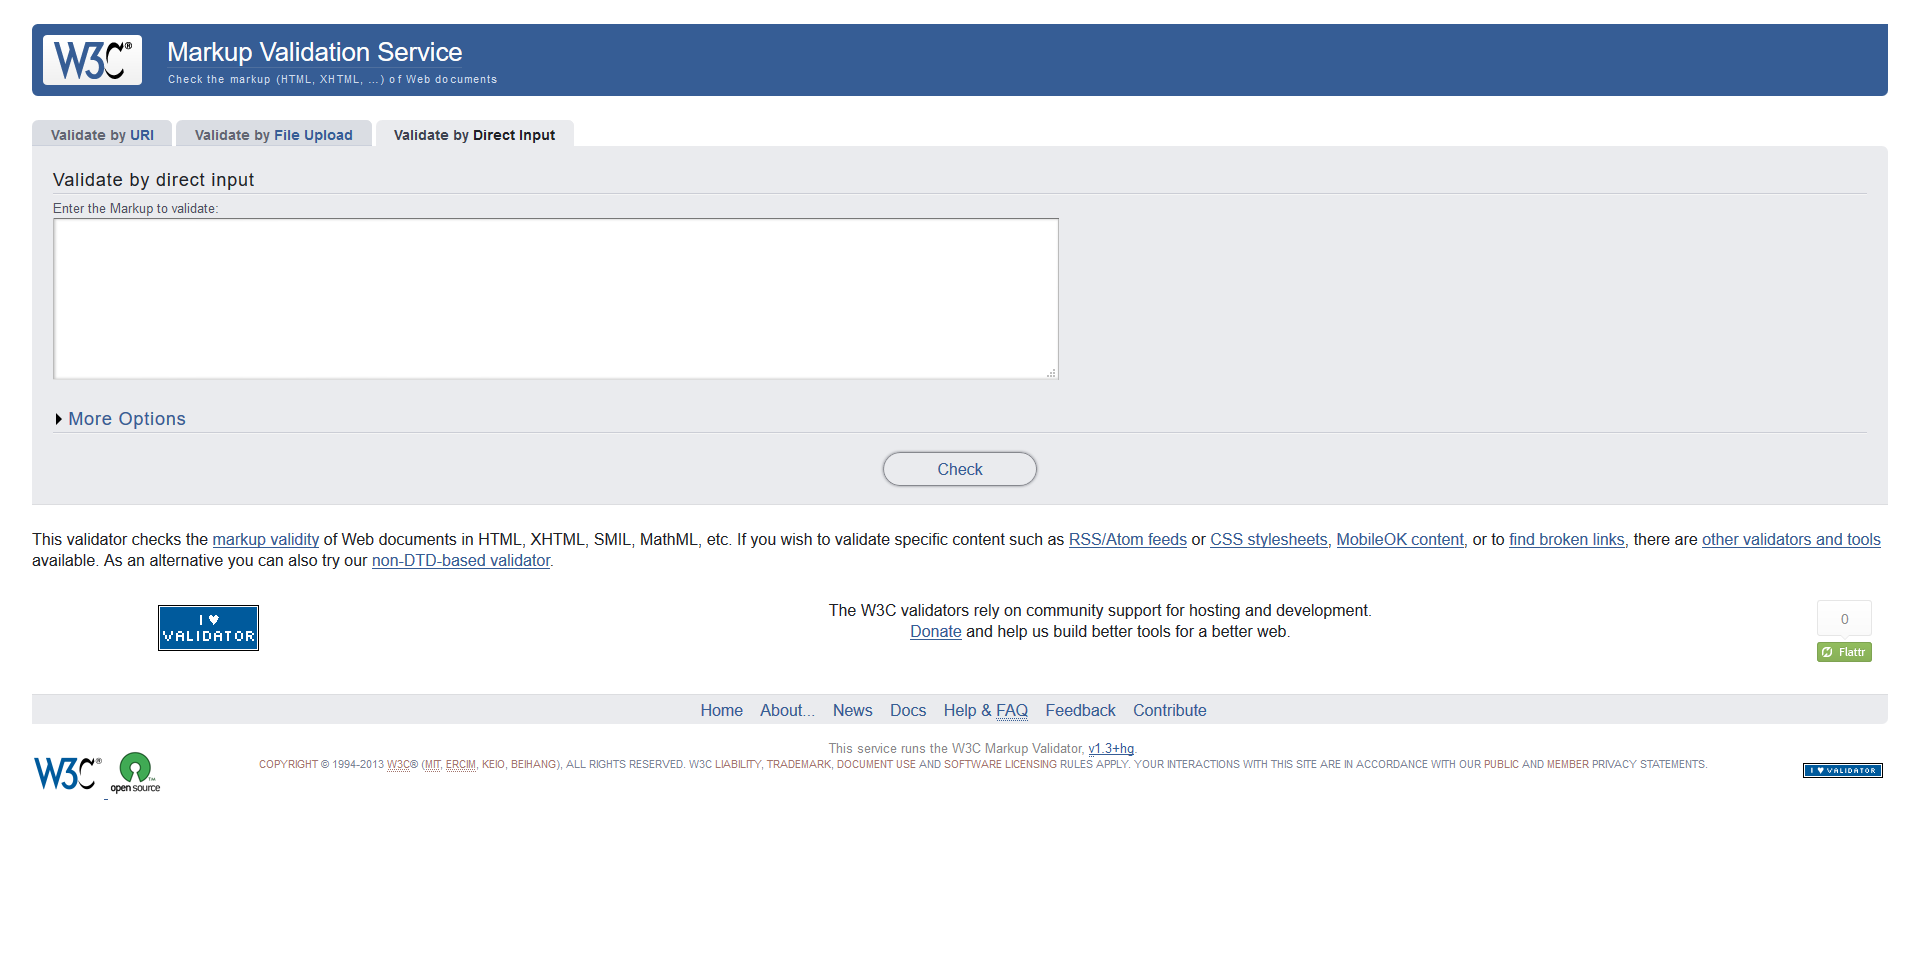 W3C®
Markup Validation Service
Check the markup (HTML, XHTML, …) of Web documents
Validate by URI
Validate by File Upload
Validate by Direct Input
Validate by direct input
Enter the Markup to validate:
More Options
Check
This validator checks the markup validity of Web documents in HTML, XHTML, SMIL, MathML, etc. If you wish to validate specific content such as RSS/Atom feeds or CSS stylesheets, MobileOK content, or to find broken links, there are other validators and tools
available. As an alternative you can also try our non-DTD-based validator.
I ♥
VALIDATOR
The W3C validators rely on community support for hosting and development.
Donate and help us build better tools for a better web.
0
Flattr
Home About... News Docs Help & FAQ Feedback Contribute
This service runs the W3C Markup Validator, v1.3+hg.
COPYRIGHT © 1994-2013 W3C® (MIT, ERCIM, KEIO, BEIHANG), ALL RIGHTS RESERVED. W3C LIABILITY, TRADEMARK, DOCUMENT USE AND SOFTWARE LICENSING RULES APPLY. YOUR INTERACTIONS WITH THIS SITE ARE IN ACCORDANCE WITH OUR PUBLIC AND MEMBER PRIVACY STATEMENTS.
W3C®
open source™
I ♥ VALIDATOR